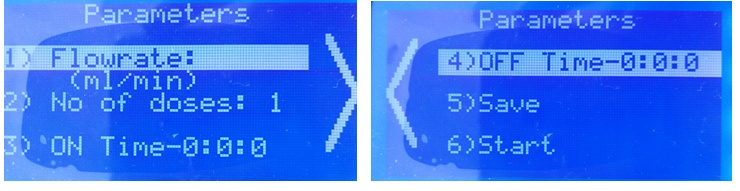 Parameters
1) Flowrate:
(ml/min)
2) No of doses: 1
3) ON Time-0:0:0
Parameters
4)OFF Time-0:0:0
5)Save
6)Start